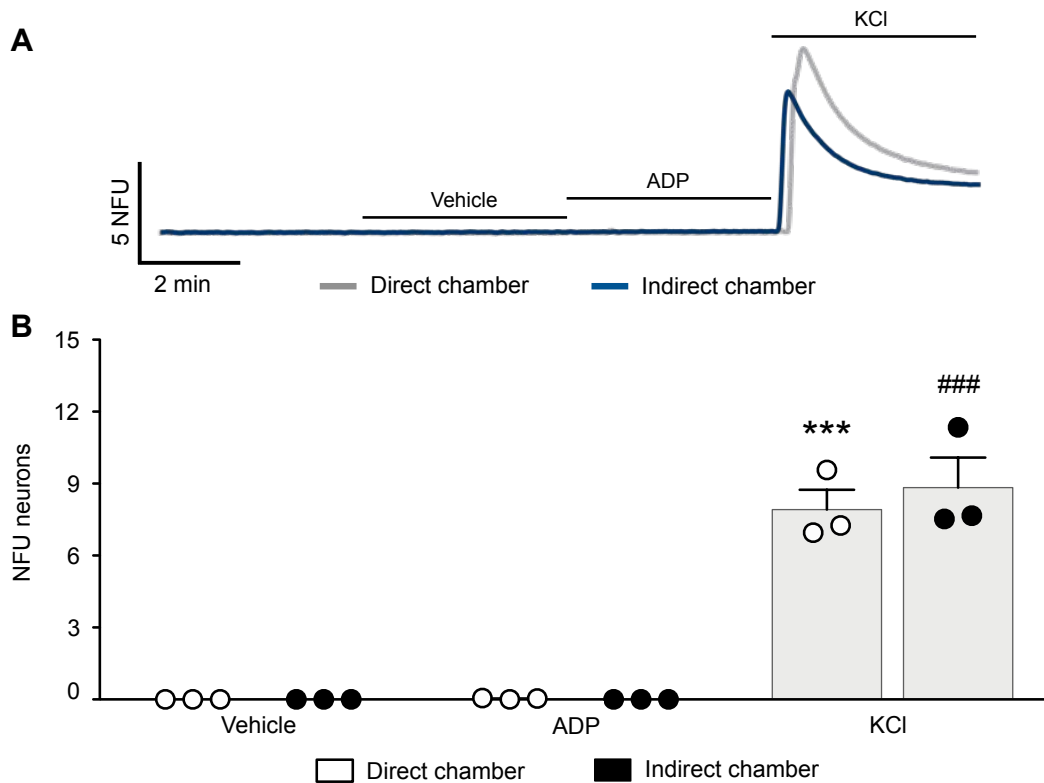 A
KCl
ADP
Vehicle
5 NFU
2 min
Direct chamber
Indirect chamber
B
NFU neurons
15
12
9
6
3
0
***
###
Vehicle
ADP
KCl
Direct chamber
Indirect chamber